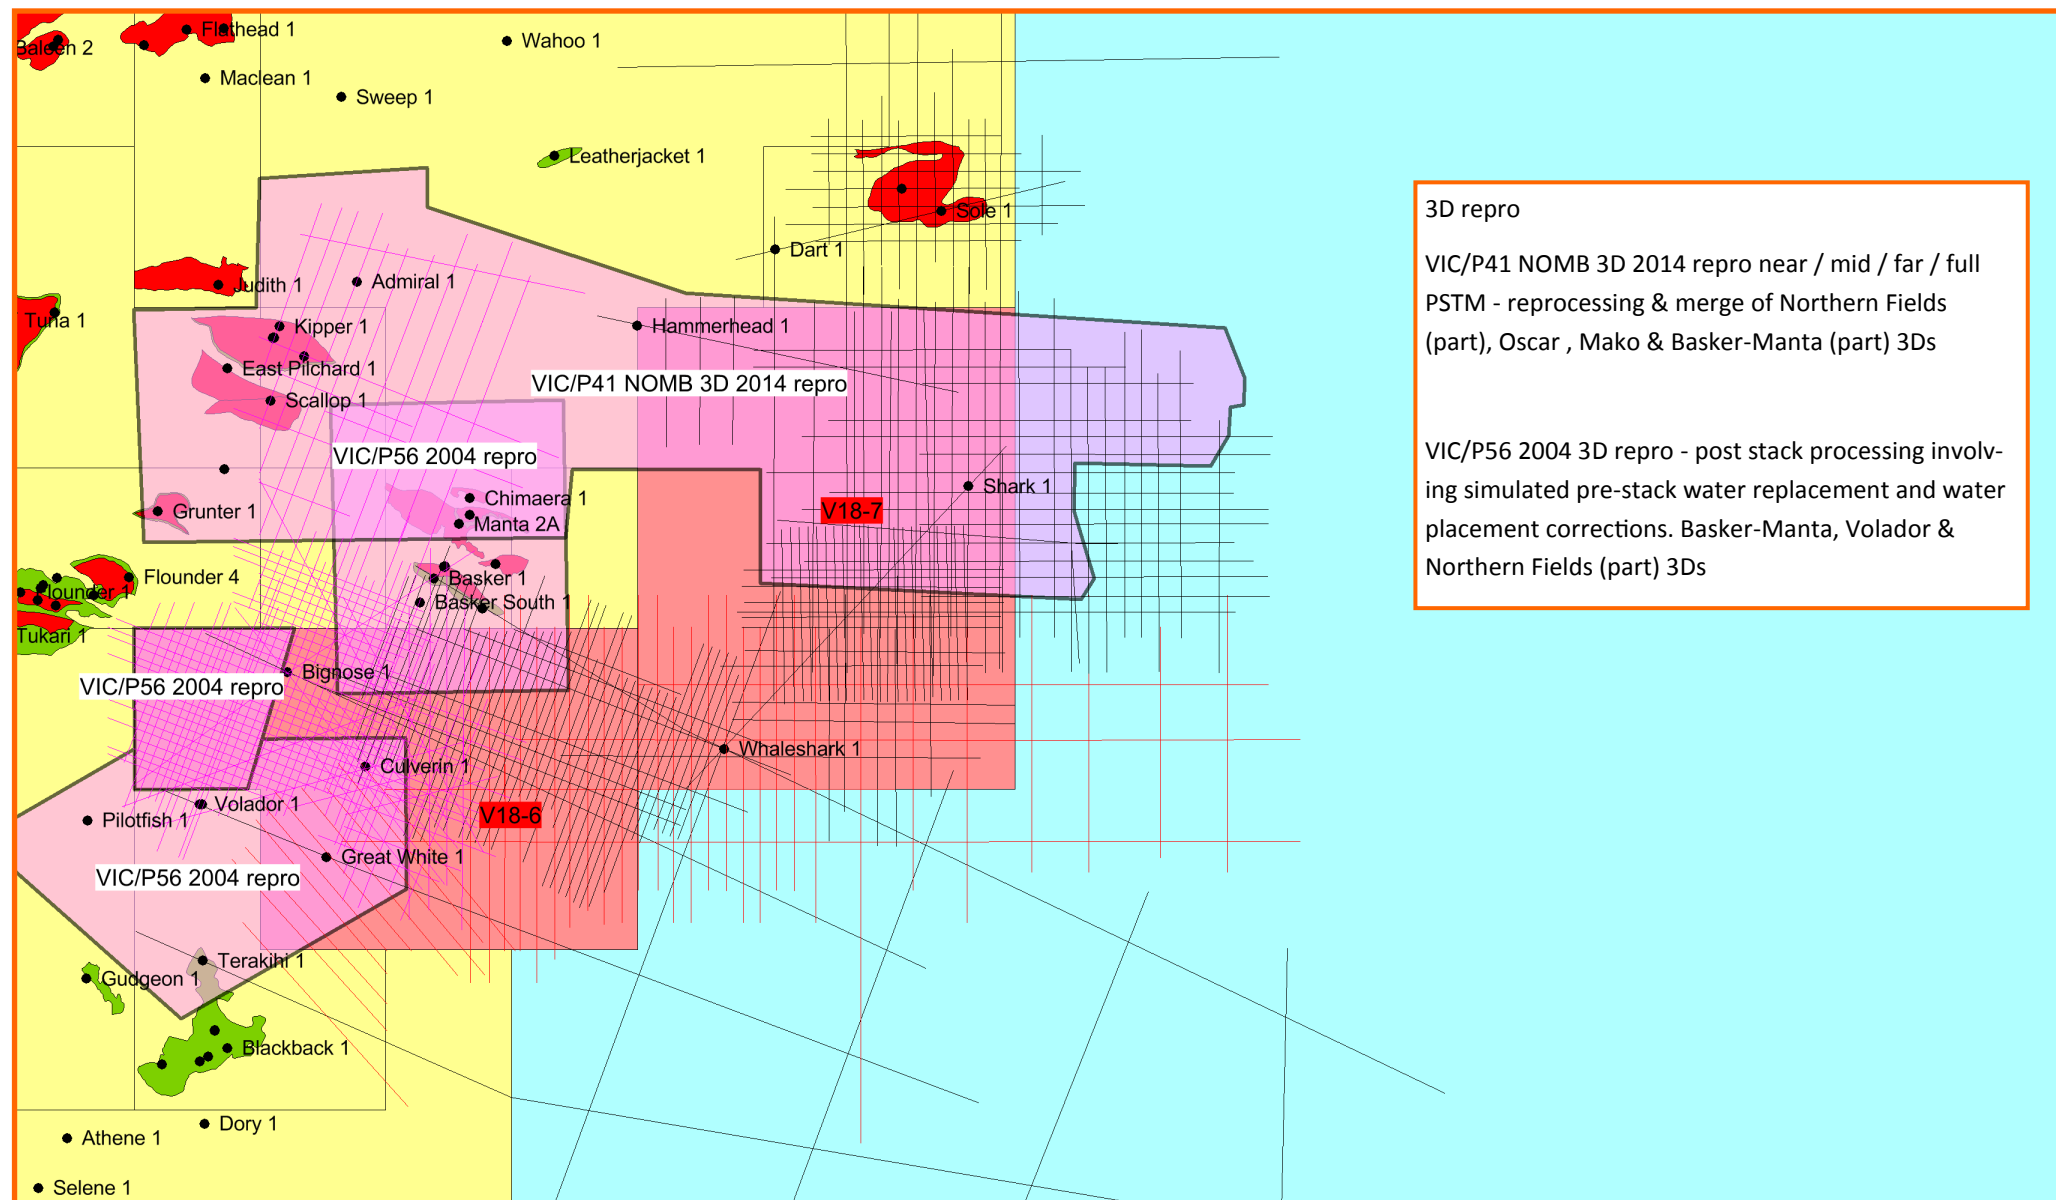 Flathead 1
Baleen 2
Wahoo 1
Maclean 1
Sweep 1
Leatherjacket 1
Sole 1
Dart 1
Judith 1
Admiral 1
Tuna 1
Kipper 1
Hammerhead 1
East Pilchard 1
VIC/P41 NOMB 3D 2014 repro
Scallop 1
VIC/P56 2004 repro
Chimaera 1
Shark 1
Grunter 1
Manta 2A
V18-7
Flounder 4
Basker 1
Flounder 1
Basker South 1
Tukari 1
Bignose 1
VIC/P56 2004 repro
Whaleshark 1
Culverin 1
Volador 1
Pilotfish 1
V18-6
Great White 1
VIC/P56 2004 repro
Terakihi 1
Gudgeon 1
Blackback 1
Dory 1
Athene 1
Selene 1
3D repro
VIC/P41 NOMB 3D 2014 repro near / mid / far / full
PSTM - reprocessing & merge of Northern Fields
(part), Oscar , Mako & Basker-Manta (part) 3Ds
VIC/P56 2004 3D repro - post stack processing involv-
ing simulated pre-stack water replacement and water
placement corrections. Basker-Manta, Volador &
Northern Fields (part) 3Ds